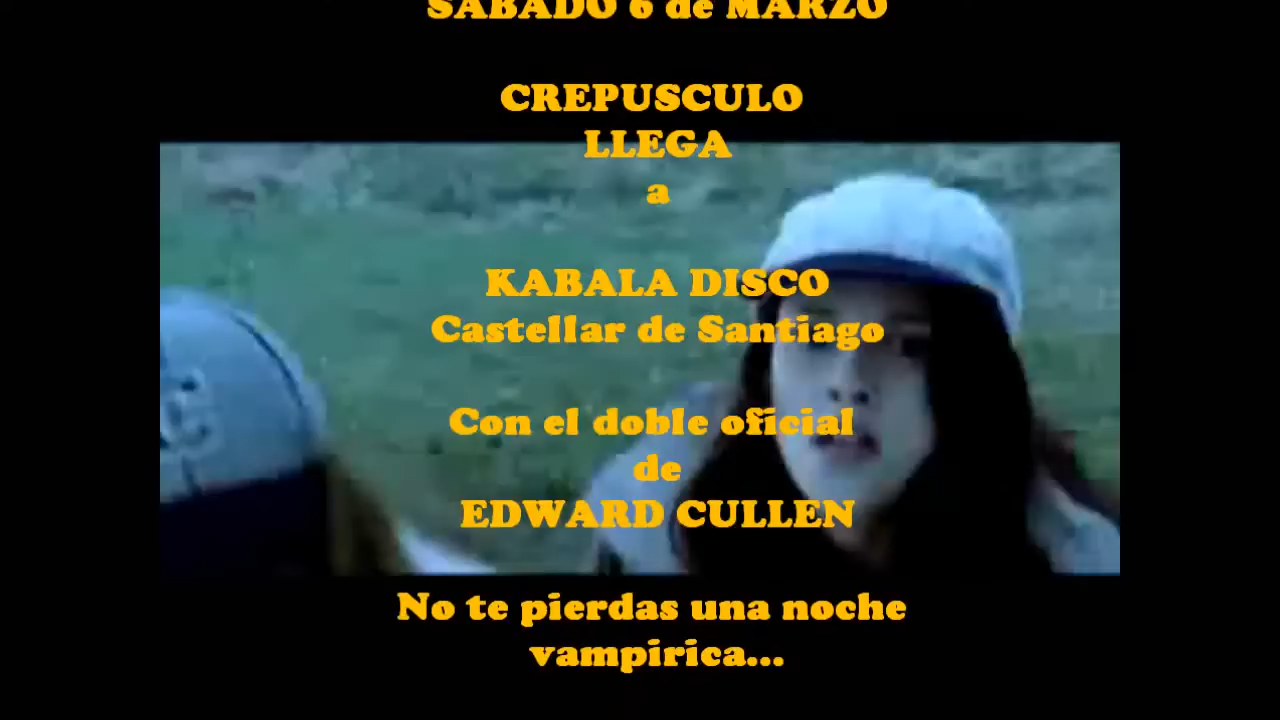 SABADO 6 de MARZO
CREPUSCULO
LLEGA
a
KABALA DISCO
Castellar de Santiago
Con el doble oficial
de
EDWARD CULLEN
No te pierdas una noche
vampirica...